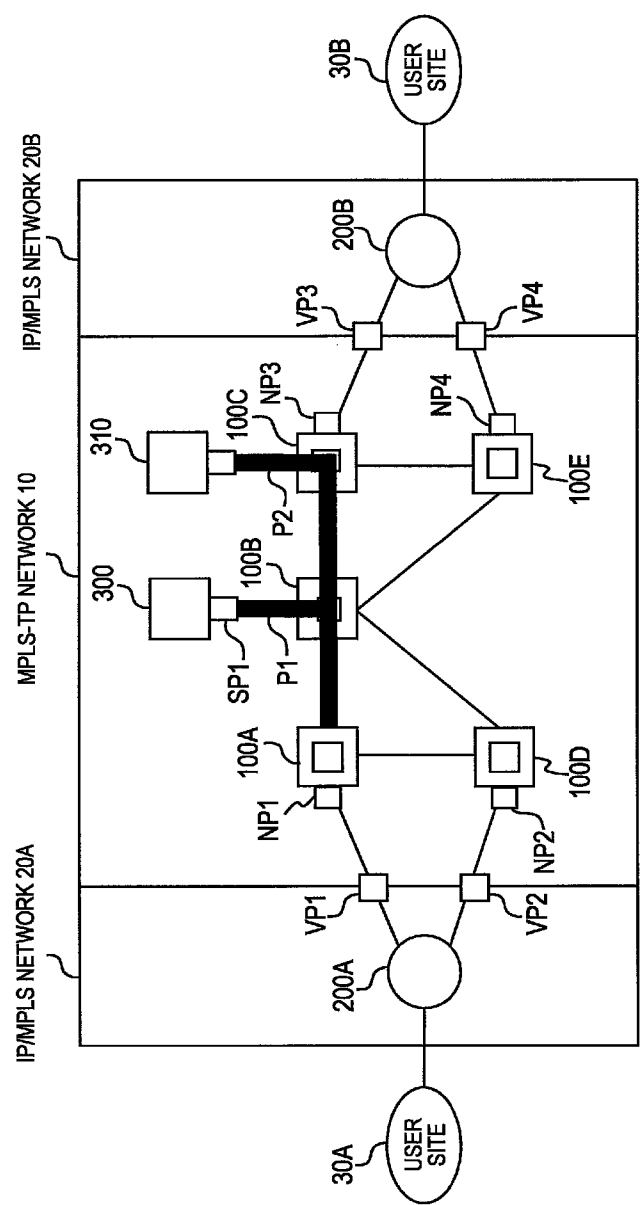 IP/MPLS NETWORK 20A
MPLS-TP NETWORK 10
IP/MPLS NETWORK 20B
300
310
SP1
P1
P2
100A
100B
100C
NP1
NP3
VP1
VP3
30A
USER
SITE
200A
200B
30B
USER
SITE
VP2
VP4
NP2
NP4
100D
100E